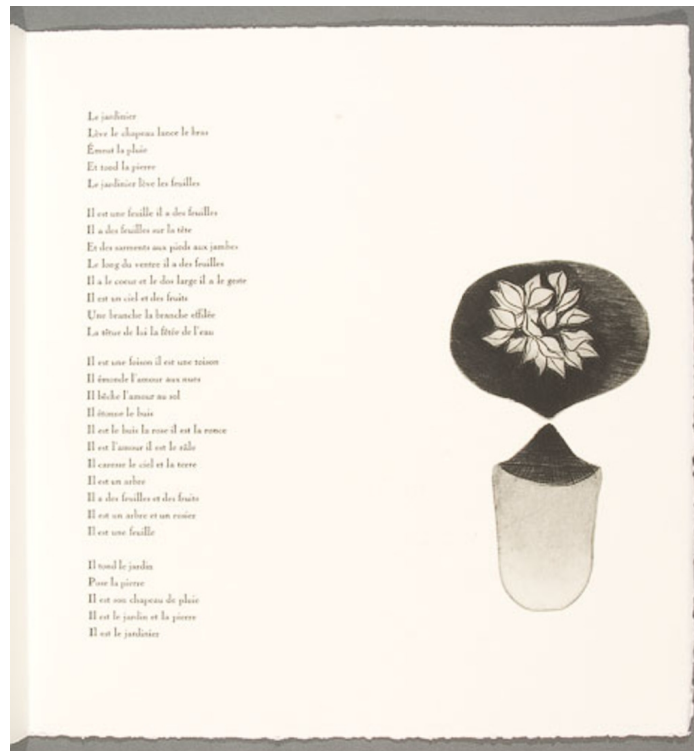 Le jardinier
Lève le chapeau lance le bras
Émeut la pluie
Et tond la pierre
Le jardinier lève les feuilles
Il est une feuille il a des feuilles
Il a des feuilles sur la tête
Et des sarments aux pieds aux jambes
Le long du ventre il a des feuilles
Il a le coeur et le dos large il a le geste
Il est un ciel et des fruits
Une branche la branche effilée
La têtue de lui la fêtée de l'eau
Il est une foison il est une toison
Il émonde l'amour aux nues
Il bêche l'amour au sol
Il étonne le buis
Il est le buis la rose il est la ronce
Il est l'amour il est le râle
Il caresse le ciel et la terre
Il est un arbre
Il a des feuilles et des fruits
Il est un arbre et un rosier
Il est une feuille
Il tond le jardin
Pose la pierre
Il est son chapeau de pluie
Il est le jardin et la pierre
Il est le jardinier